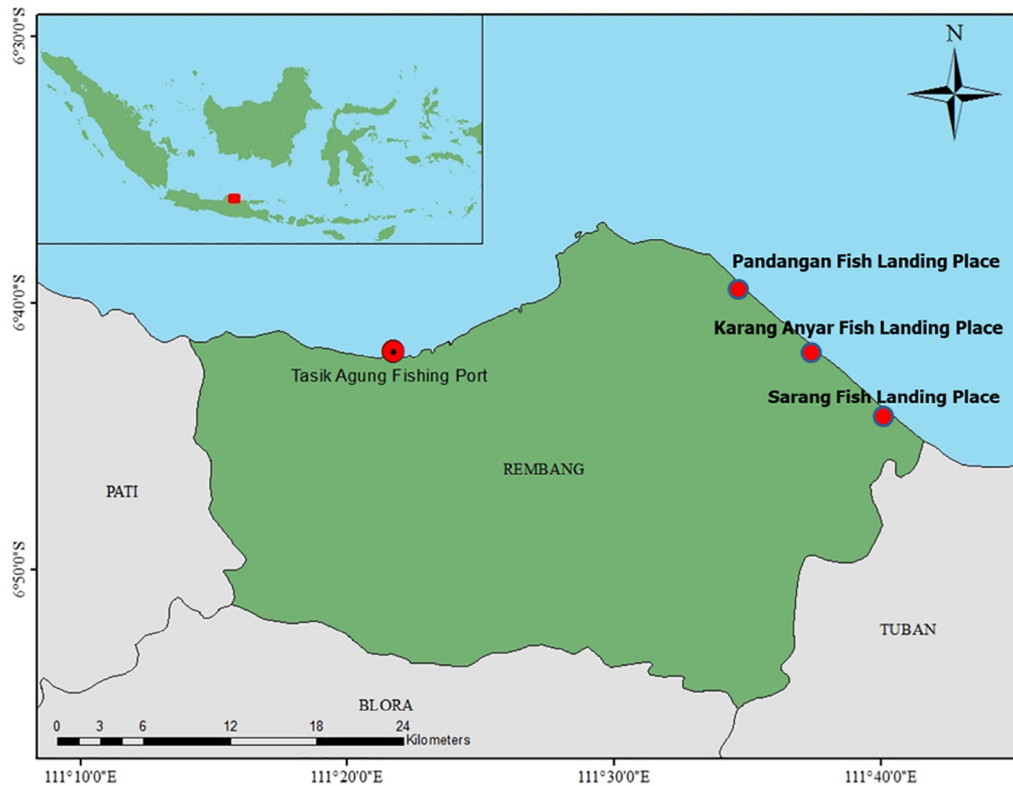 6°30'0"S
N
Pandangan Fish Landing Place
6°40'0"S
Karang Anyar Fish Landing Place
Tasik Agung Fishing Port
Sarang Fish Landing Place
REMBANG
PATI
6°50'0"S
TUBAN
BLORA
0 3 6 12 18 24
Kilometers
111°10'0"E 111°20'0"E 111°30'0"E 111°40'0"E